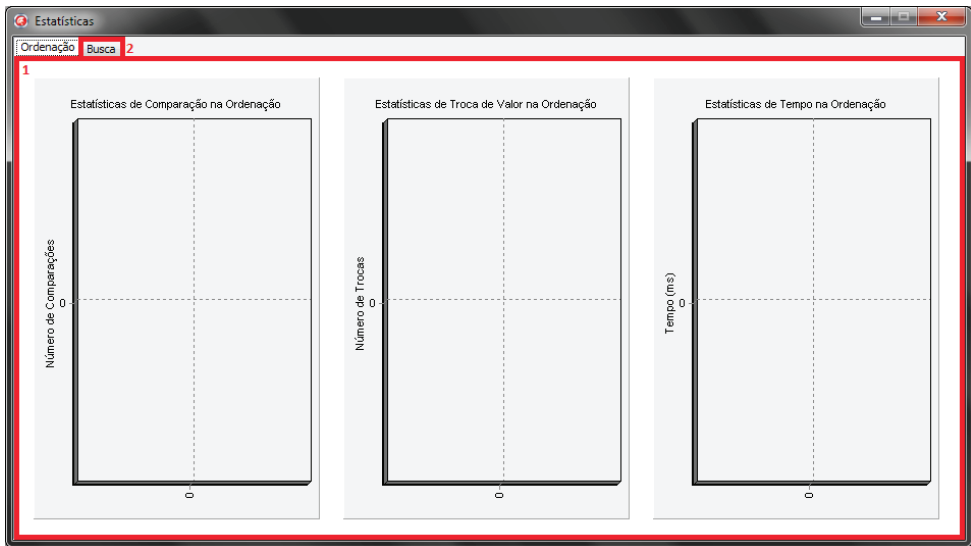 Estatísticas
Ordenação Busca 2
1
Estatísticas de Comparação na Ordenação
Número de Comparações
0
0
Estatísticas de Troca de Valor na Ordenação
Número de Trocas
0
0
Estatísticas de Tempo na Ordenação
Tempo (ms)
0
0